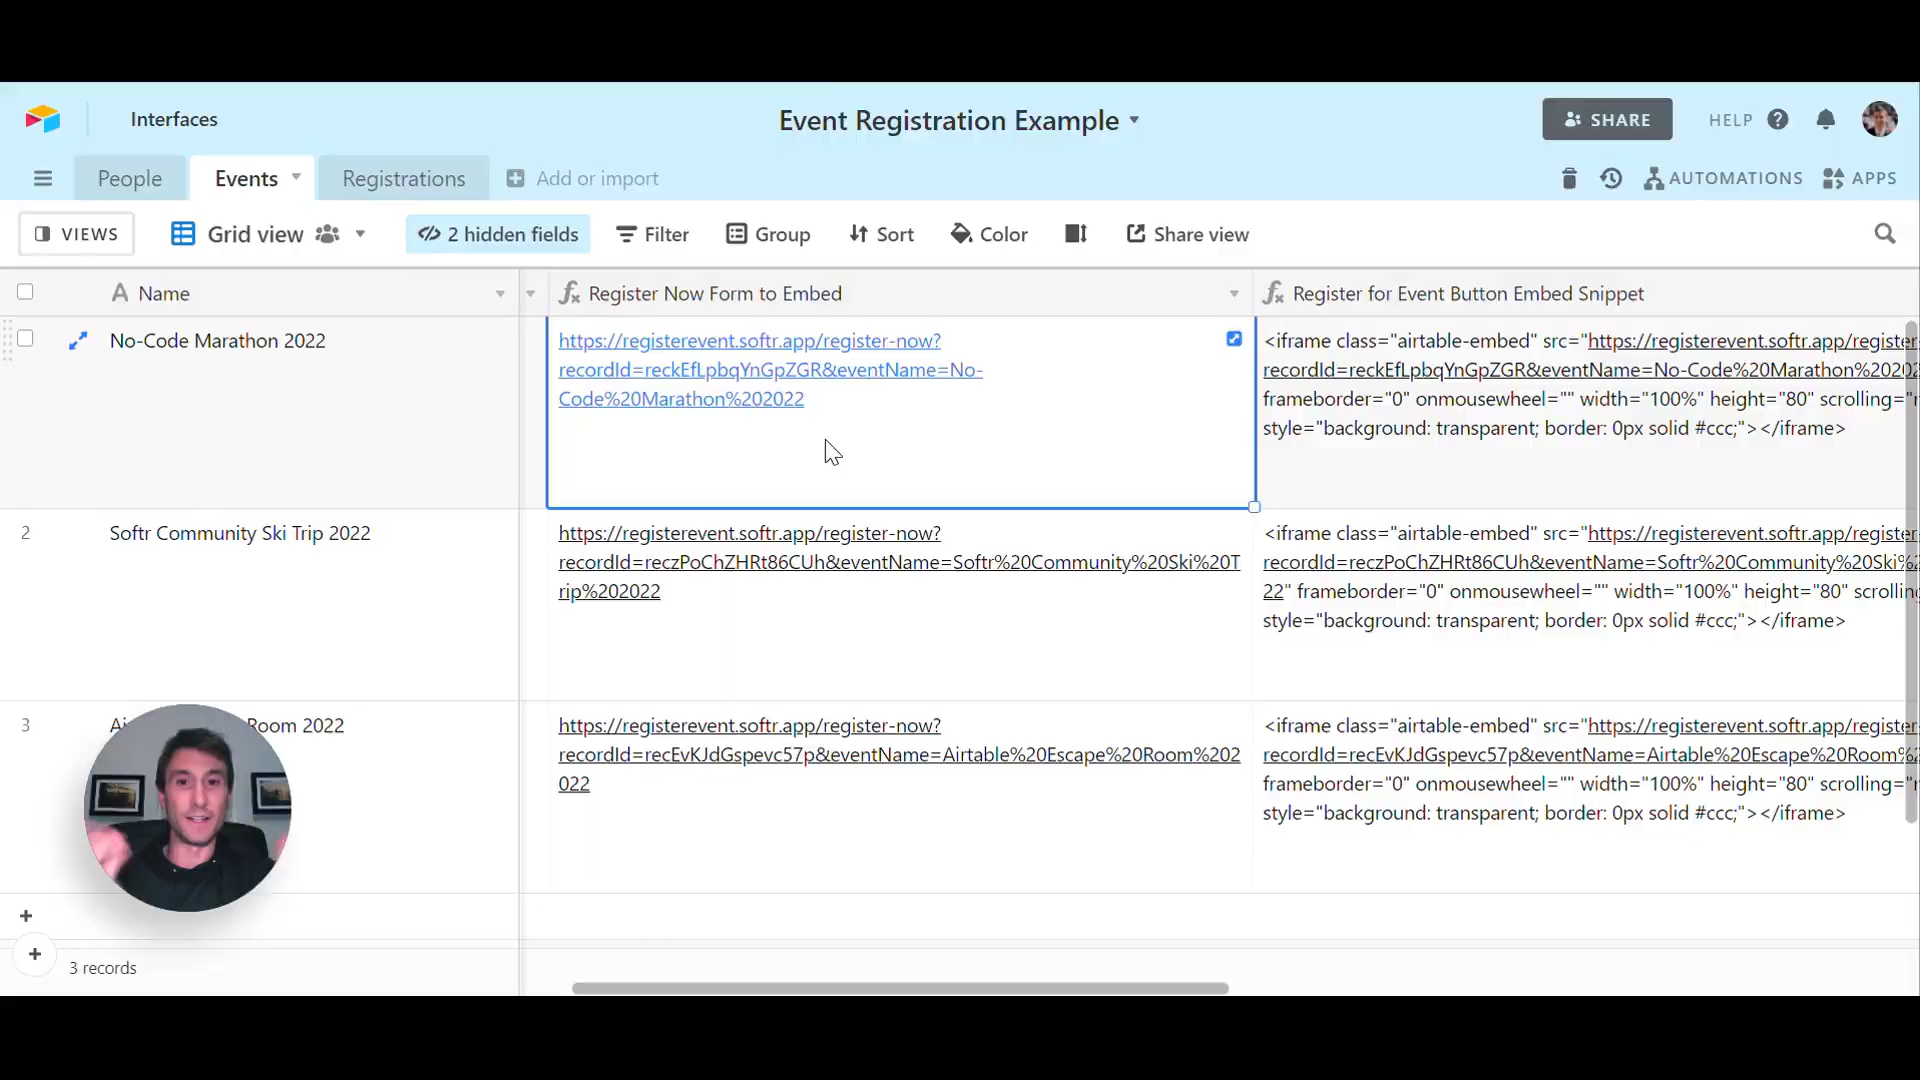 Interfaces
Event Registration Example
SHARE
HELP
People
Events
Registrations
Add or import
AUTOMATIONS
APPS
VIEWS
Grid view
2 hidden fields
Filter
Group
Sort
Color
Share view
Name
Register Now Form to Embed
Register for Event Button Embed Snippet
No-Code Marathon 2022
https://registerevent.softr.app/register-now?
recordId=reckEfLpbqYnGpZGR&eventName=No-
Code%20Marathon%202022
<iframe class="airtable-embed" src="https://registerevent.softr.app/register
recordId=reckEfLpbqYnGpZGR&eventName=No-Code%20Marathon%20202
frameborder="0" onmousewheel="" width="100%" height="80" scrolling="
style="background: transparent; border: 0px solid #ccc;"></iframe>
2
Softr Community Ski Trip 2022
https://registerevent.softr.app/register-now?
recordId=reczPoChZHRt86CUh&eventName=Softr%20Community%20Ski%20T
rip%202022
<iframe class="airtable-embed" src="https://registerevent.softr.app/register
recordId=reczPoChZHRt86CUh&eventName=Softr%20Community%20Ski%2
22" frameborder="0" onmousewheel="" width="100%" height="80" scrolling
style="background: transparent; border: 0px solid #ccc;"></iframe>
3
Room 2022
https://registerevent.softr.app/register-now?
recordId=recEvKJdGspevc57p&eventName=Airtable%20Escape%20Room%202
022
<iframe class="airtable-embed" src="https://registerevent.softr.app/register
recordId=recEvKJdGspevc57p&eventName=Airtable%20Escape%20Room%2
frameborder="0" onmousewheel="" width="100%" height="80" scrolling="
style="background: transparent; border: 0px solid #ccc;"></iframe>
3 records